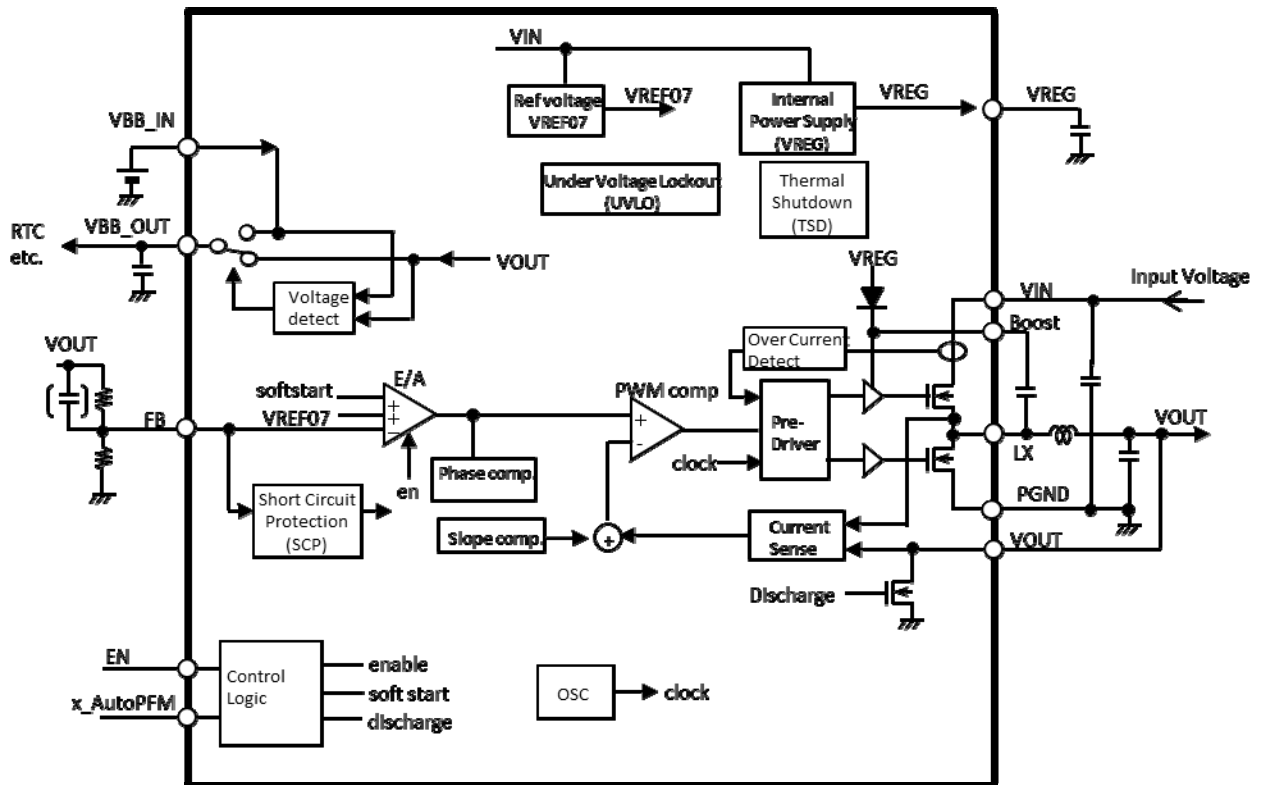 VIN
Ref voltage
VREF07
VREF07
Internal
Power Supply
(VREG)
VREG
VREG
VBB_IN
Under Voltage Lockout
(UVLO)
Thermal
Shutdown
(TSD)
RTC
etc.
VBB_OUT
VOUT
Voltage
detect
VREG
Input Voltage
VIN
Boost
Over Current
Detect
VOUT
softstart
E/A
PWM comp
FB
VREF07
+
+
-
+
-
Pre-
Driver
VOUT
LX
clock
Phase comp.
en
Short Circuit
Protection
(SCP)
PGND
Slope comp.
+
Current
Sense
VOUT
Discharge
EN
x_AutoPFM
Control
Logic
enable
soft start
discharge
OSC
clock